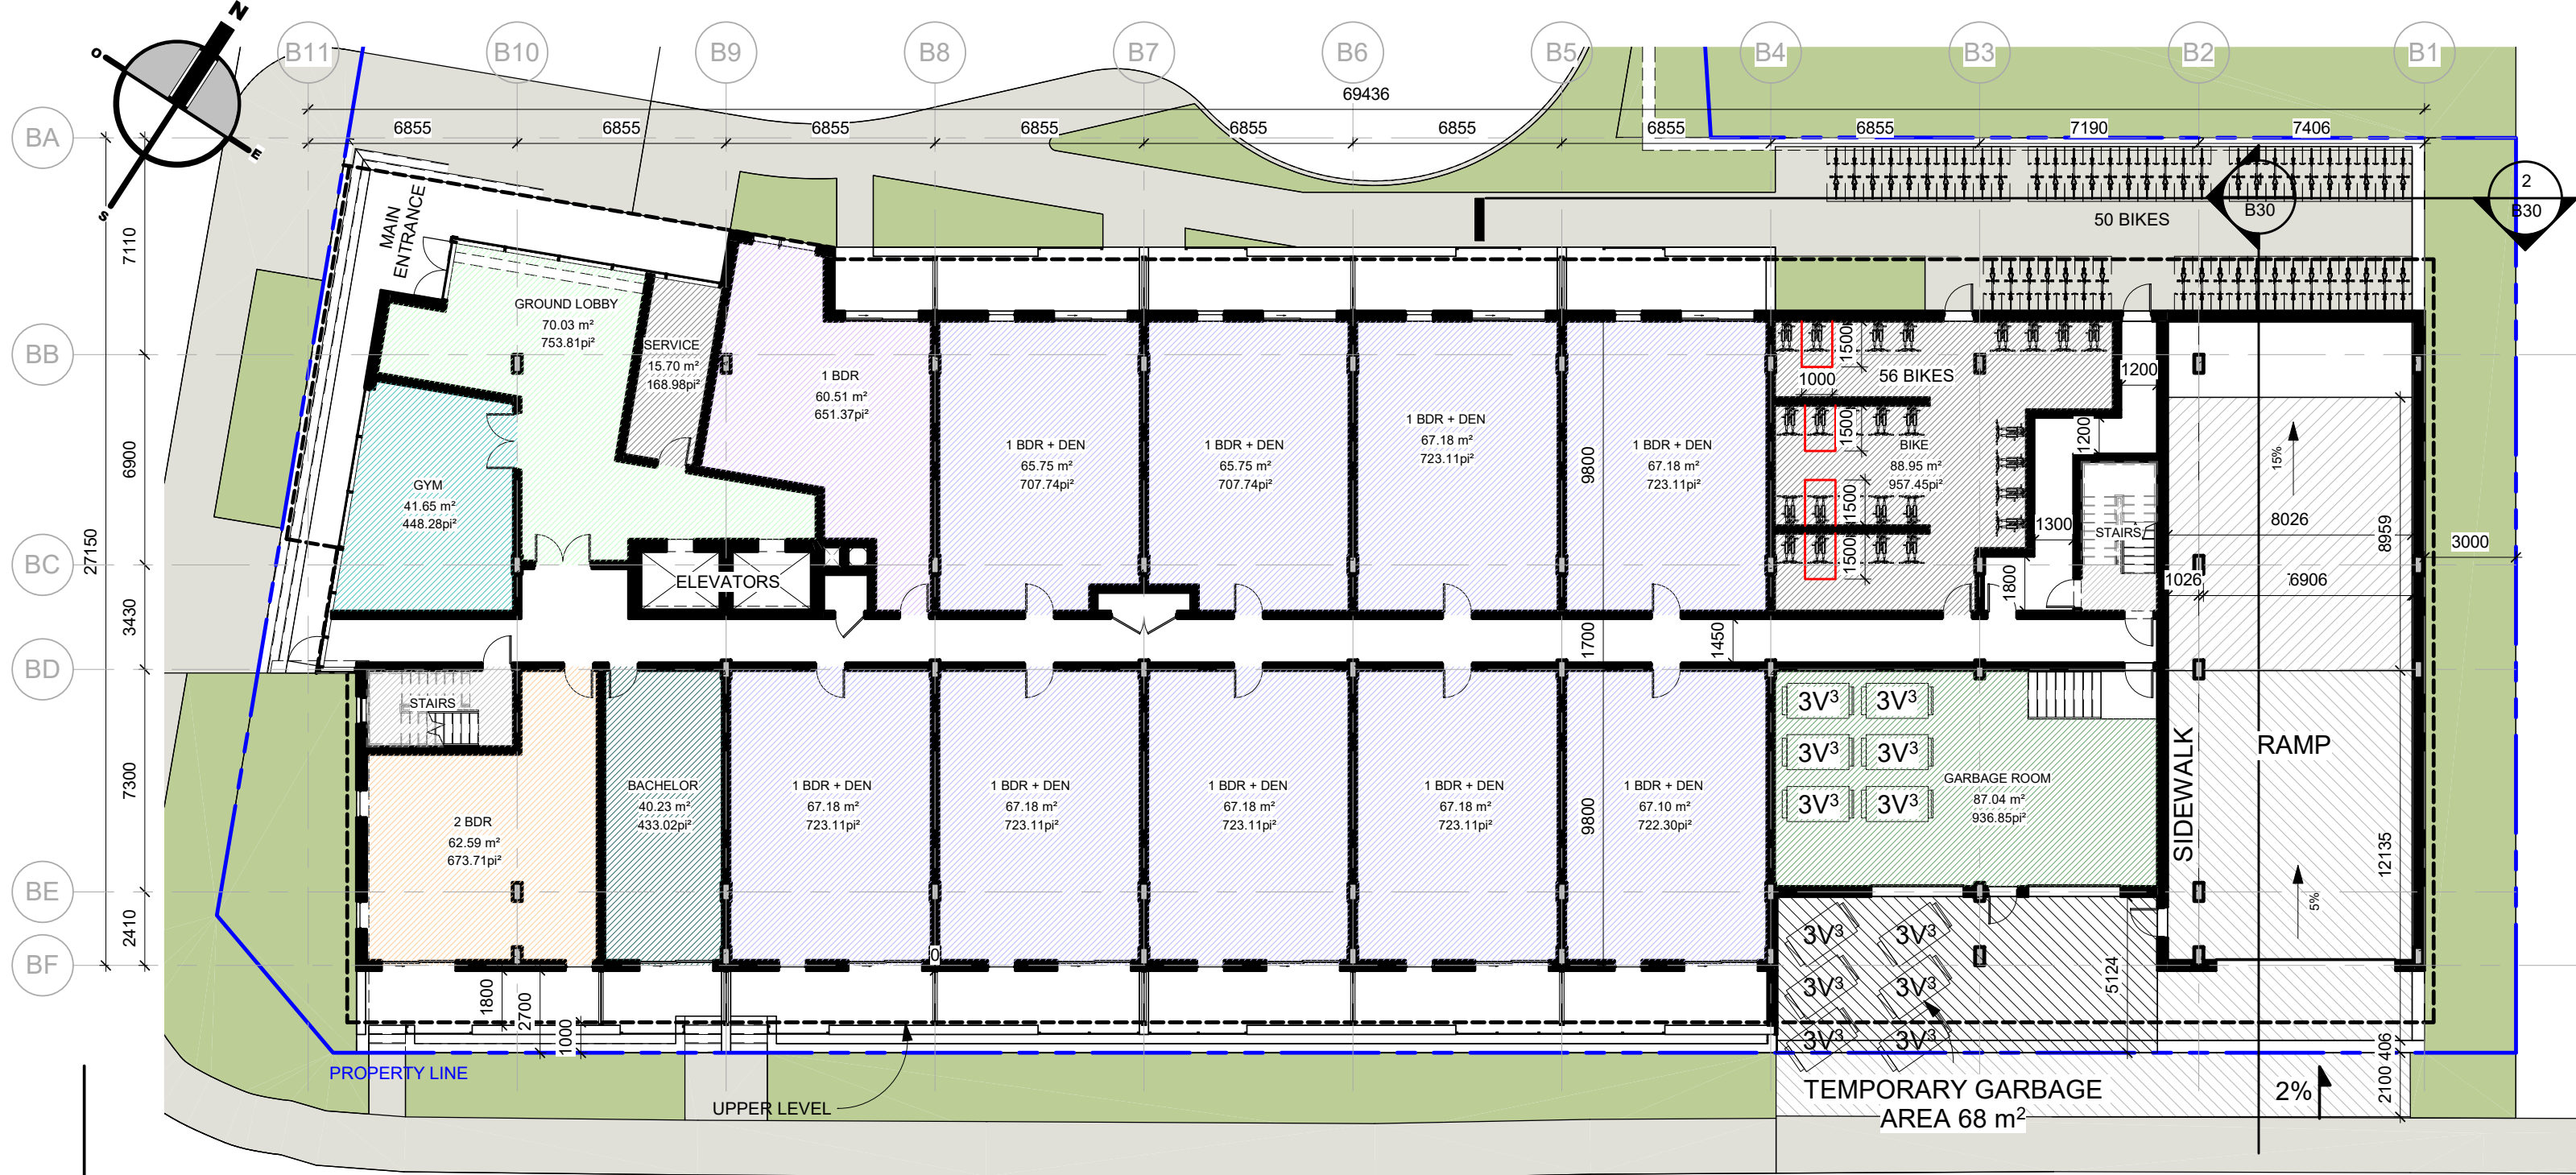 N
O
E
S
B11
B10
B9
B8
B7
B6
B5
B4
B3
B2
B1
69436
BA
6855
6855
6855
6855
6855
6855
6855
6855
7190
7406
2
B30
B30
50 BIKES
MAIN
ENTRANCE
7110
GROUND LOBBY
70.03 m²
753.81pi²
SERVICE
15.70 m²
168.98pi²
BB
1 BDR
60.51 m²
651.37pi²
1500
1000
56 BIKES
1200
6900
1 BDR + DEN
65.75 m²
707.74pi²
1 BDR + DEN
65.75 m²
707.74pi²
1 BDR + DEN
67.18 m²
723.11pi²
1 BDR + DEN
67.18 m²
723.11pi²
9800
1500
BIKE
88.95 m²
957.45pi²
1200
15%
GYM
41.65 m²
448.28pi²
1500
1300
STAIRS
8026
8959
3000
27150
BC
ELEVATORS
1500
1800
1026
6906
3430
1700
1450
BD
STAIRS
3V³
3V³
3V³
3V³
3V³
3V³
SIDEWALK
RAMP
7300
2 BDR
62.59 m²
673.71pi²
BACHELOR
40.23 m²
433.02pi²
1 BDR + DEN
67.18 m²
723.11pi²
1 BDR + DEN
67.18 m²
723.11pi²
1 BDR + DEN
67.18 m²
723.11pi²
1 BDR + DEN
67.18 m²
723.11pi²
1 BDR + DEN
67.10 m²
722.30pi²
9800
GARBAGE ROOM
87.04 m²
936.85pi²
12135
5%
BE
2410
BF
0
3V³
3V³
3V³
3V³
3V³
3V³
5124
1800
2700
1000
406
PROPERTY LINE
UPPER LEVEL
TEMPORARY GARBAGE
AREA 68 m²
2%
2100